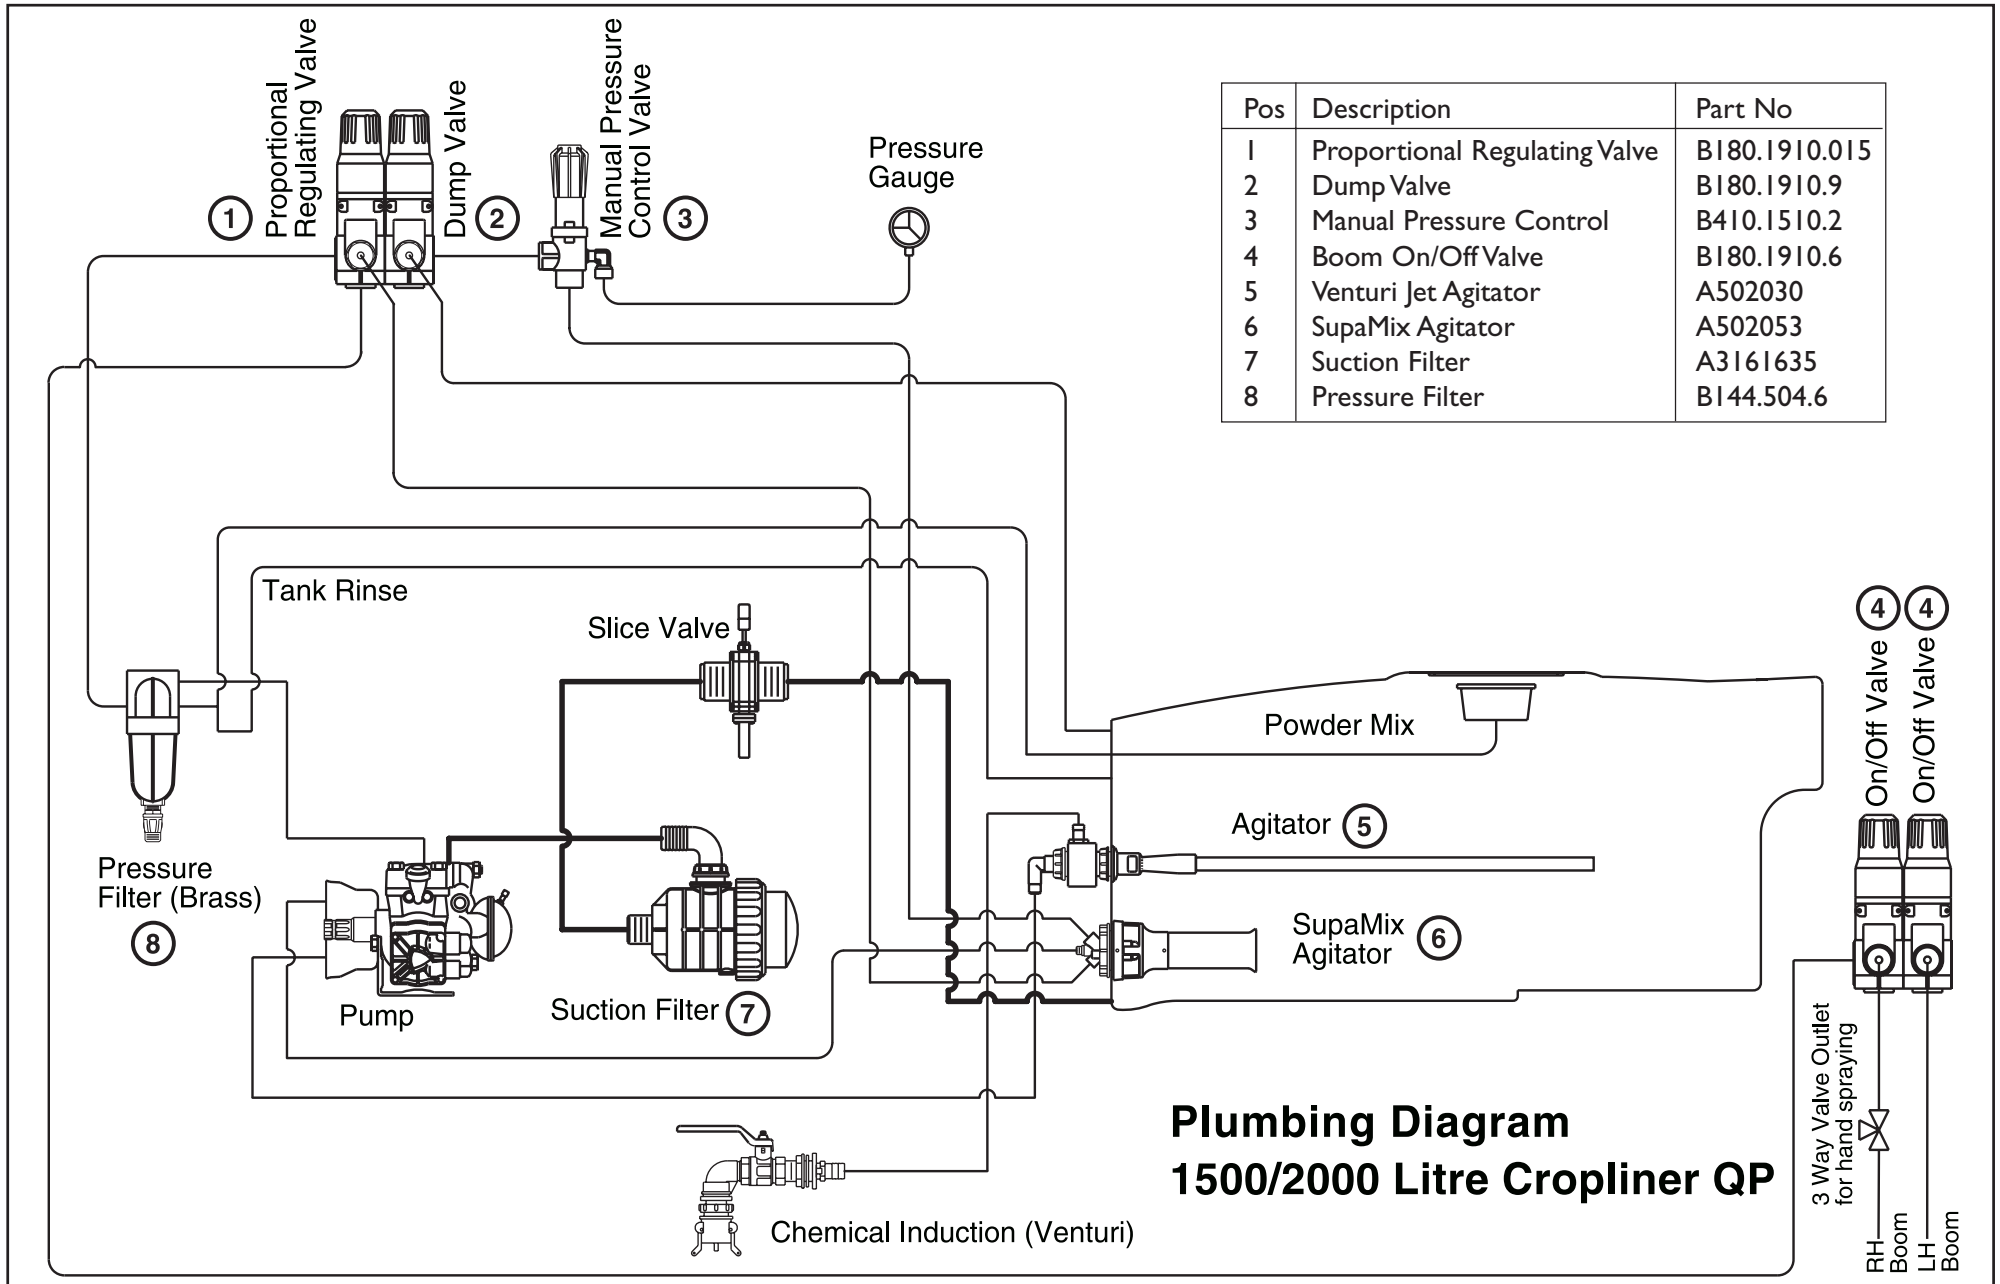 Proportional
Regulating Valve
Dump Valve
Manual Pressure
Control Valve
1
2
3
Pressure
Gauge
Pos Description Part No
1 Proportional Regulating Valve B180.1910.015
2 Dump Valve B180.1910.9
3 Manual Pressure Control B410.1510.2
4 Boom On/Off Valve B180.1910.6
5 Venturi Jet Agitator A502030
6 SupaMix Agitator A502053
7 Suction Filter A3161635
8 Pressure Filter B144.504.6
Tank Rinse
Slice Valve
4
4
On/Off Valve
On/Off Valve
Powder Mix
Agitator 5
Pressure
Filter (Brass)
8
SupaMix
Agitator
6
Pump
Suction Filter 7
3 Way Valve Outlet
for hand spraying
Plumbing Diagram
1500/2000 Litre Cropliner QP
Chemical Induction (Venturi)
RH
Boom
LH
Boom